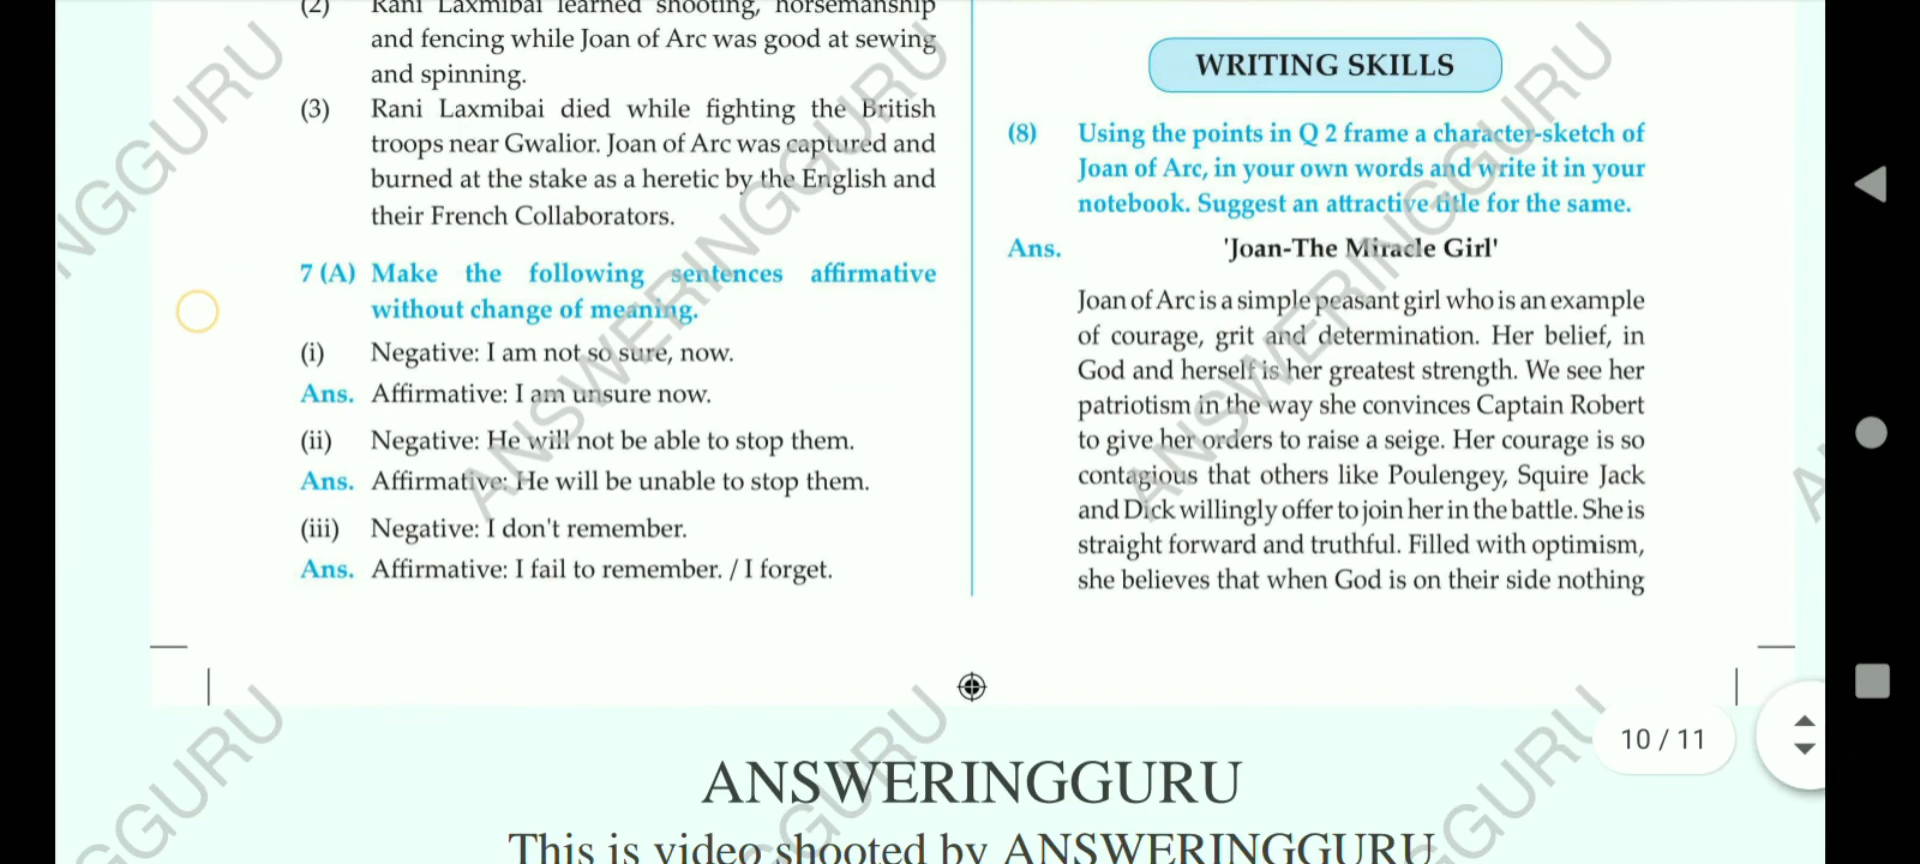 (2) Rani Laxmibai learned shooting, horsemanship
and fencing while Joan of Arc was good at sewing
and spinning.
(3) Rani Laxmibai died while fighting the British
troops near Gwalior. Joan of Arc was captured and
burned at the stake as a heretic by the English and
their French Collaborators.
7 (A) Make the following sentences affirmative
without change of meaning.
(i) Negative: I am not so sure, now.
Ans. Affirmative: I am unsure now.
(ii) Negative: He will not be able to stop them.
Ans. Affirmative: He will be unable to stop them.
(iii) Negative: I don't remember.
Ans. Affirmative: I fail to remember. / I forget.
WRITING SKILLS
(8) Using the points in Q 2 frame a character-sketch of
Joan of Arc, in your own words and write it in your
notebook. Suggest an attractive title for the same.
Ans. 'Joan-The Miracle Girl'
Joan of Arc is a simple peasant girl who is an example
of courage, grit and determination. Her belief, in
God and herself is her greatest strength. We see her
patriotism in the way she convinces Captain Robert
to give her orders to raise a seige. Her courage is so
contagious that others like Poulengey, Squire Jack
and Dick willingly offer to join her in the battle. She is
straight forward and truthful. Filled with optimism,
she believes that when God is on their side nothing
10 / 11
ANSWERINGGURU
This is video shooted by ANSWERINGGURU
NGGURU
ANSWERINGGURU
ANSWERINGGURU
GGURU
GURU
GURU